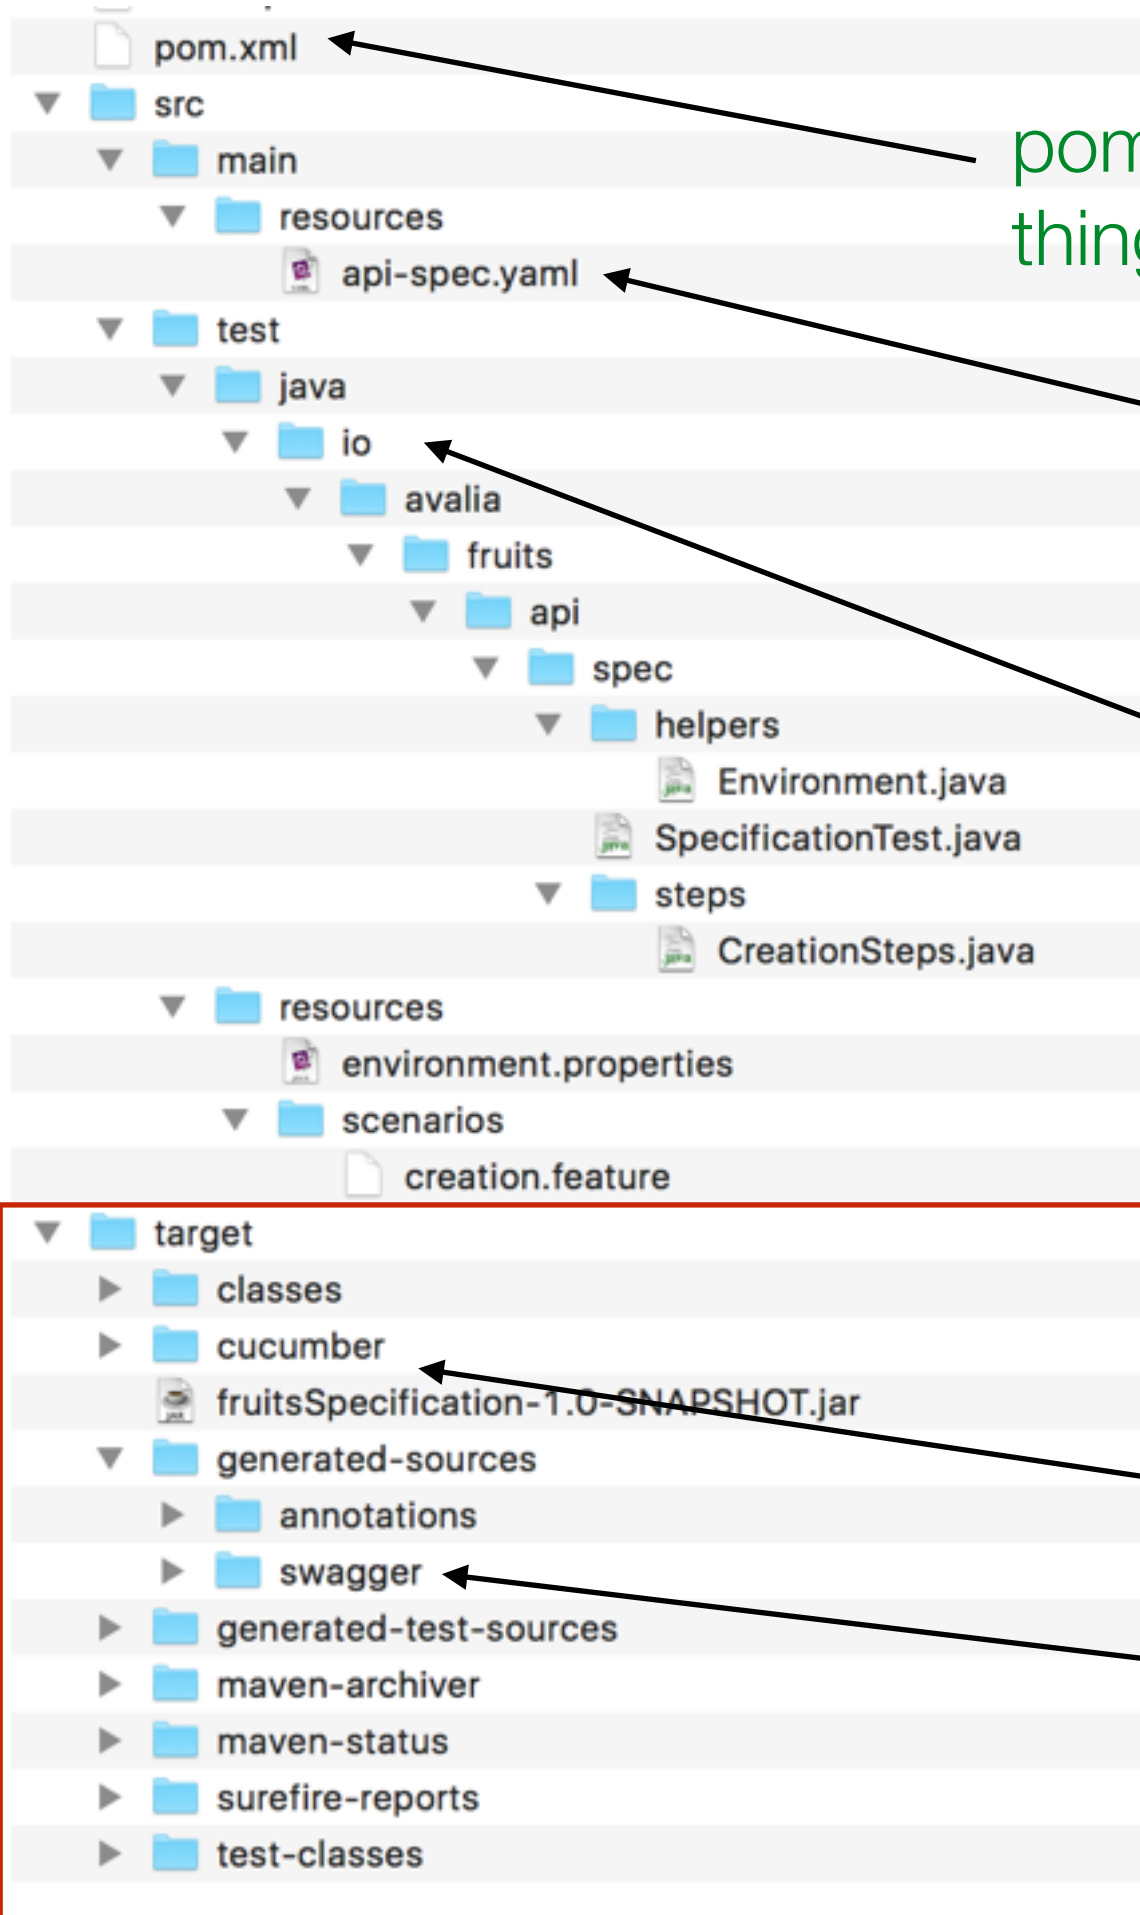 pom.xml
src
main
pom
resources
thing
api-spec.yaml
test
java
io
avalia
fruits
api
spec
helpers
Environment.java
SpecificationTest.java
steps
CreationSteps.java
resources
environment.properties
scenarios
creation.feature
target
classes
cucumber
fruitsSpecification-1.0-SNAPSHOT.jar
generated-sources
annotations
swagger
generated-test-sources
maven-archiver
maven-status
surefire-reports
test-classes